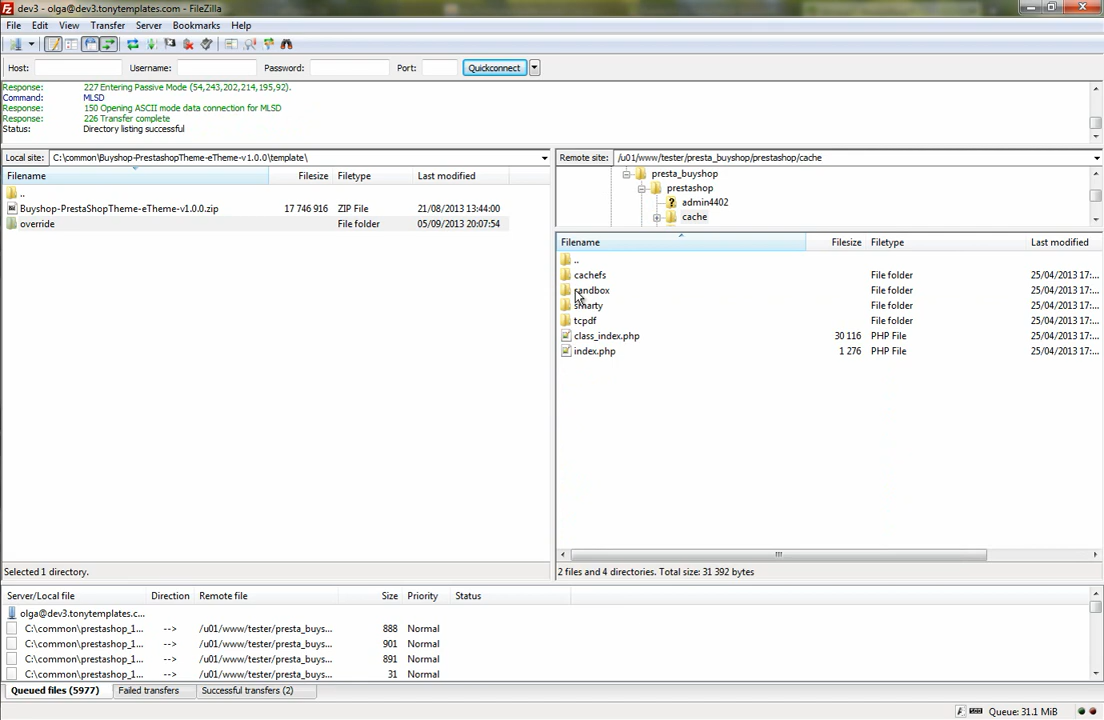 dev3 - olga@dev3.tonytemplates.com - FileZilla
File Edit View Transfer Server Bookmarks Help
Host: Username: Password: Port: Quickconnect
Response: 227 Entering Passive Mode (54,243,202,214,195,92).
Command: MLSD
Response: 150 Opening ASCII mode data connection for MLSD
Response: 226 Transfer complete
Status: Directory listing successful
Local site: C:\common\Buyshop-PrestashopTheme-eTheme-v1.0.0\template\
Filename Filesize Filetype Last modified
..
Buyshop-PrestaShopTheme-eTheme-v1.0.0.zip 17 746 916 ZIP File 21/08/2013 13:44:00
override File folder 05/09/2013 20:07:54
Selected 1 directory.
Remote site: /u01/www/tester/presta_buyshop/prestashop/cache
presta_buyshop
prestashop
? admin4402
cache
Filename Filesize Filetype Last modified
..
cachefs File folder 25/04/2013 17:...
sandbox File folder 25/04/2013 17:...
smarty File folder 25/04/2013 17:...
tcpdf File folder 25/04/2013 17:...
class_index.php 30 116 PHP File 25/04/2013 17:...
index.php 1 276 PHP File 25/04/2013 17:...
2 files and 4 directories. Total size: 31 392 bytes
Server/Local file Direction Remote file Size Priority Status
olga@dev3.tonytemplates.c...
C:\common\prestashop_1... --> /u01/www/tester/presta_buys... 888 Normal
C:\common\prestashop_1... --> /u01/www/tester/presta_buys... 901 Normal
C:\common\prestashop_1... --> /u01/www/tester/presta_buys... 891 Normal
C:\common\prestashop_1... --> /u01/www/tester/presta_buys... 31 Normal
Queued files (5977) Failed transfers Successful transfers (2)
Queue: 31.1 MiB